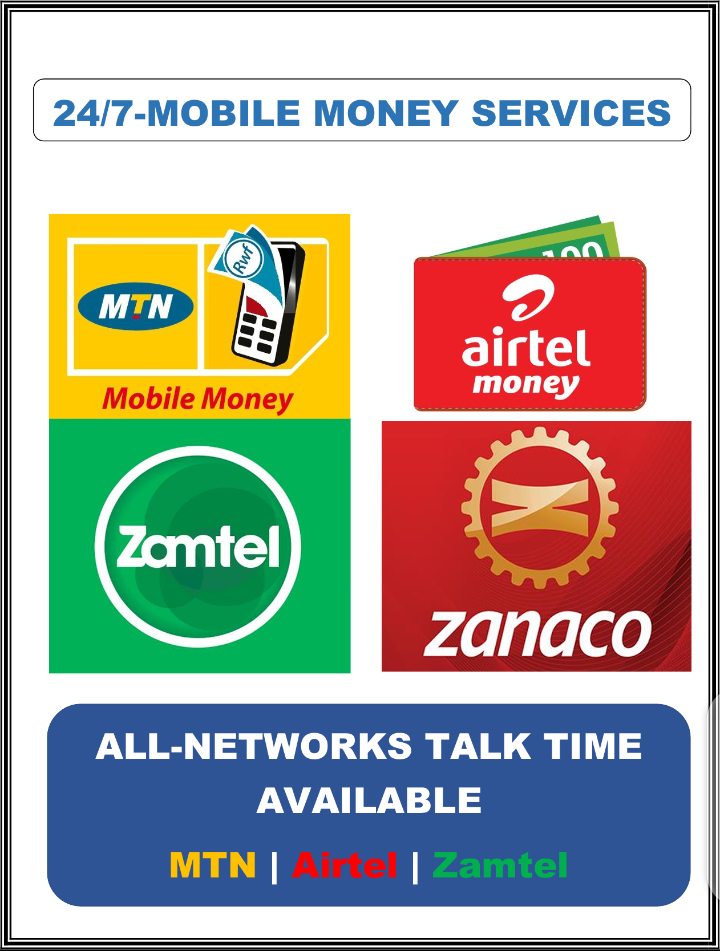 24/7-MOBILE MONEY SERVICES
MTN
Rwf
Mobile Money
100
airtel
money
Zamtel
zanaco
ALL-NETWORKS TALK TIME
AVAILABLE
MTN | Airtel | Zamtel